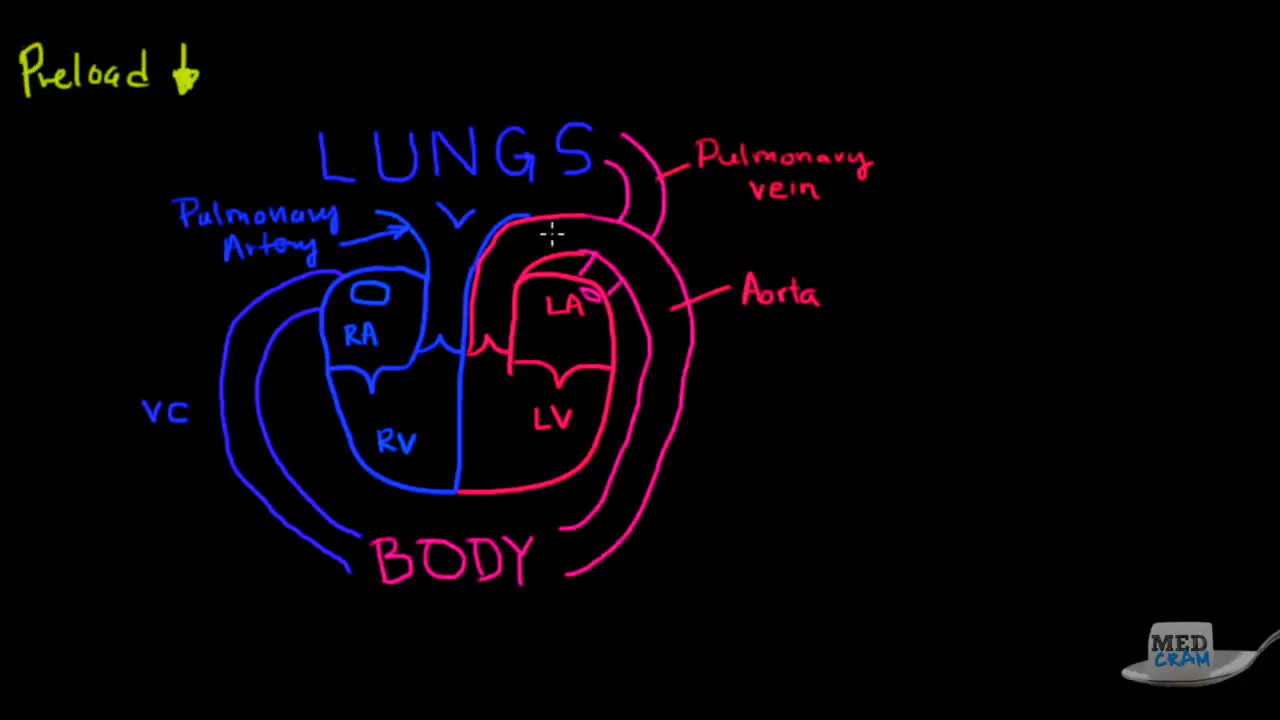 Preload ↓
LUNGS
Pulmonary
vein
Pulmonary
Artery
Aorta
LA
RA
VC
LV
RV
BODY
MED
CRAM